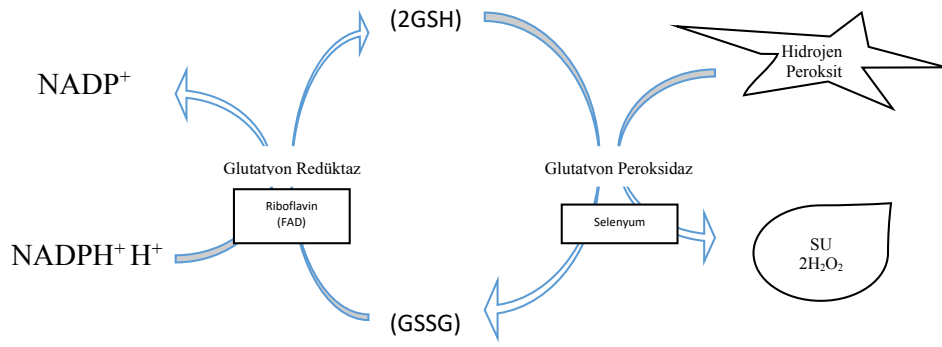 (2GSH)
Hidrojen
Peroksit
NADP⁺
Glutatyon Redüktaz
Glutatyon Peroksidaz
Riboflavin
(FAD)
Selenyum
NADPH⁺ H⁺
SU
2H₂O₂
(GSSG)